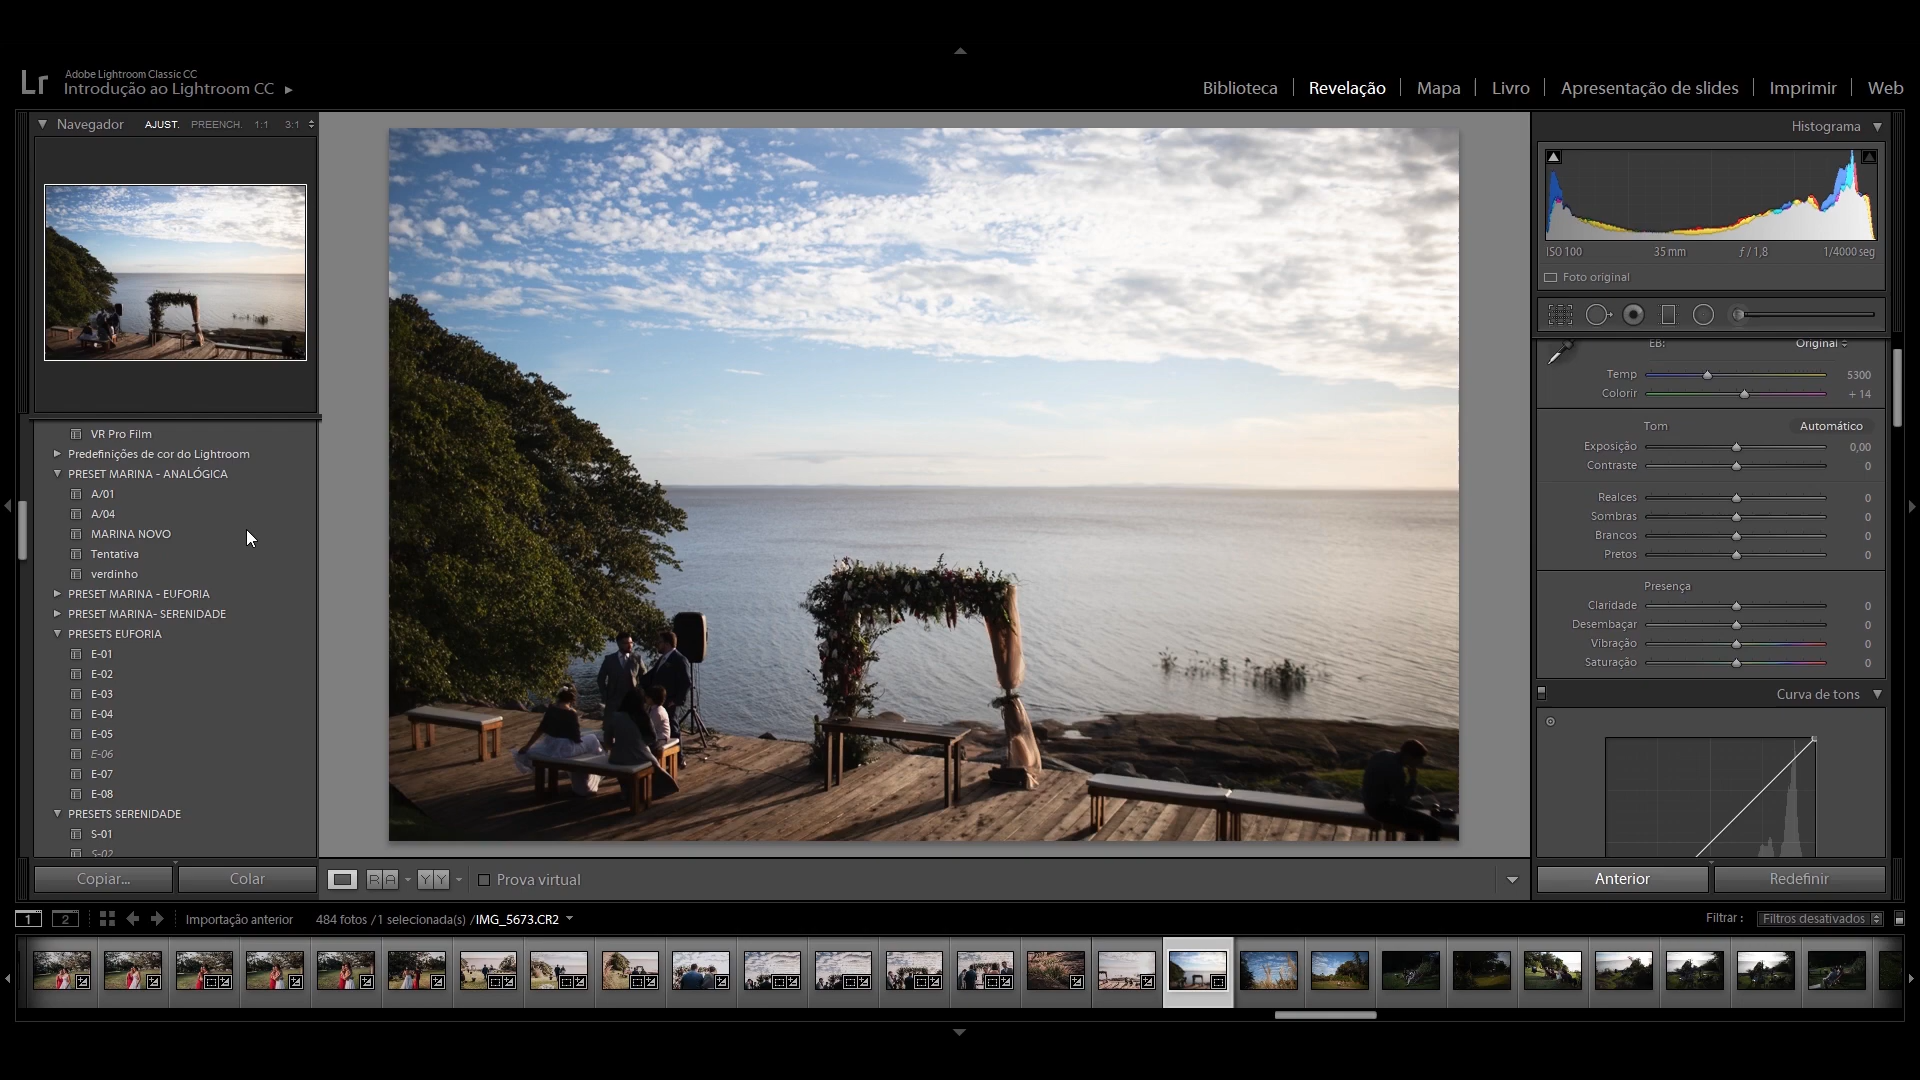 Lr
Adobe Lightroom Classic CC
Introdução ao Lightroom CC
Biblioteca | Revelação | Mapa | Livro | Apresentação de slides | Imprimir | Web
Navegador AJUST. PREENCH. 1:1 3:1
Histograma
ISO 100 35 mm ƒ / 1,8 1/4000 seg
Foto original
EB: Original
Temp 5300
Colorir + 14
Tom Automático
Exposição 0,00
Contraste 0
Realces 0
Sombras 0
Brancos 0
Pretos 0
Presença
Claridade 0
Desembaçar 0
Vibração 0
Saturação 0
Curva de tons
VR Pro Film
Predefinições de cor do Lightroom
PRESET MARINA - ANALÓGICA
A/01
A/04
MARINA NOVO
Tentativa
verdinho
PRESET MARINA - EUFORIA
PRESET MARINA- SERENIDADE
PRESETS EUFORIA
E-01
E-02
E-03
E-04
E-05
E-06
E-07
E-08
PRESETS SERENIDADE
S-01
S-02
Copiar... Colar
R A Y Y Prova virtual
Anterior Redefinir
1 2 Importação anterior 484 fotos /1 selecionada(s) /IMG_5673.CR2
Filtrar : Filtros desativados